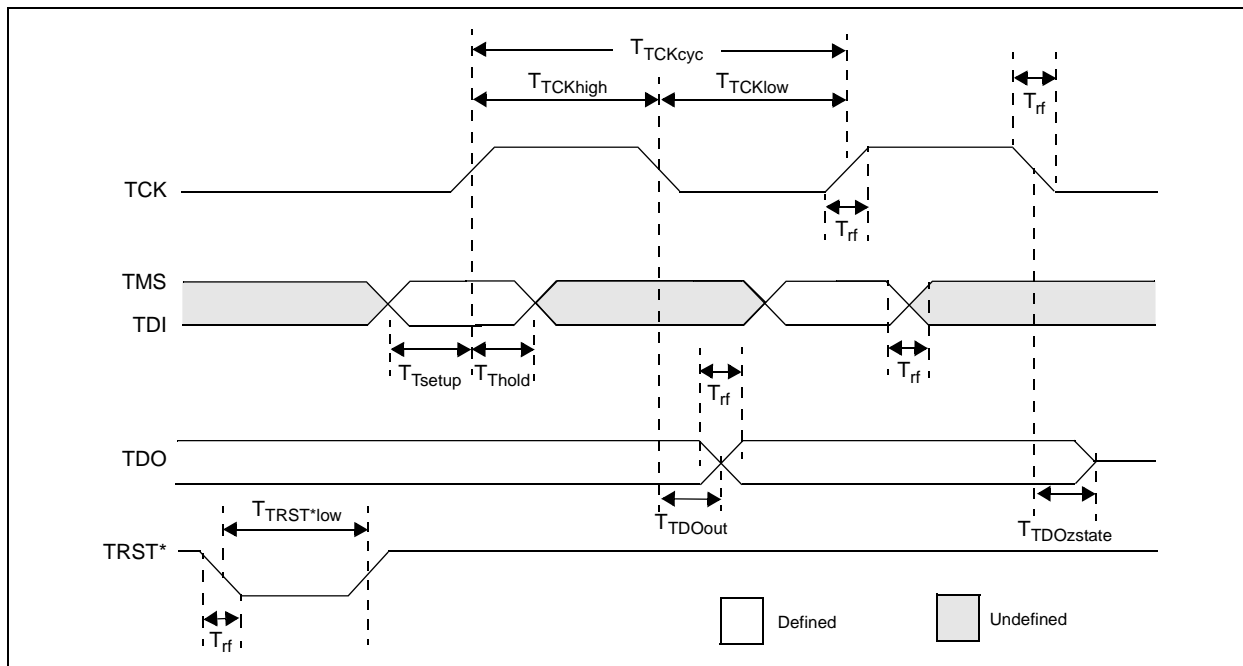 TTCKcyc
TTCKhigh
TTCKlow
Trf
TCK
Trf
TMS
TDI
TTsetup
TThold
Trf
Trf
TDO
TTDOout
TTDOzstate
TTRST*low
TRST*
Trf
Defined
Undefined